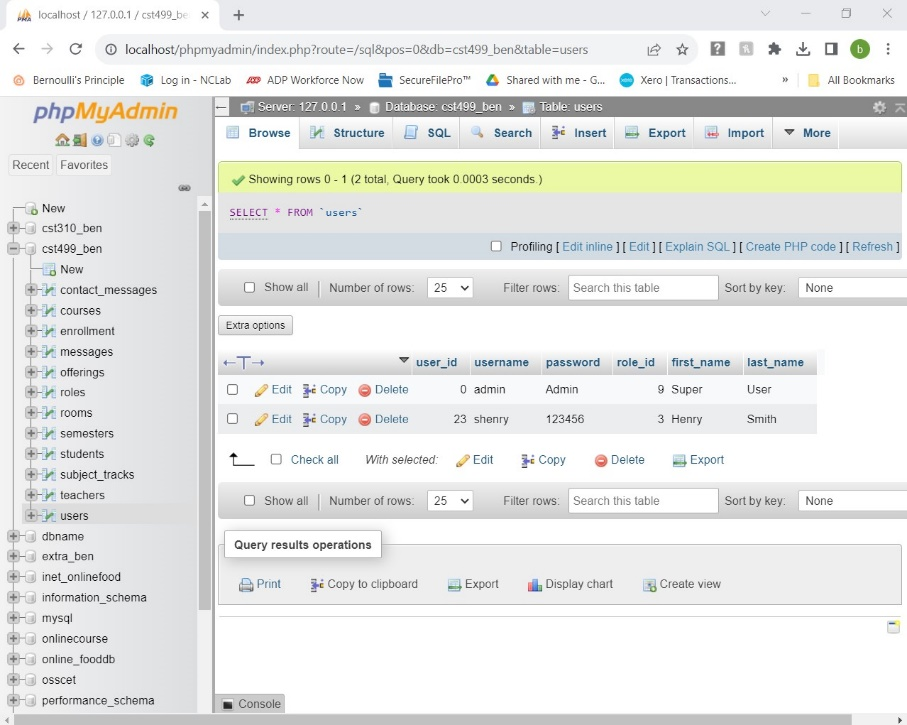 localhost / 127.0.0.1 / cst499_be
localhost/phpmyadmin/index.php?route=/sql&pos=0&db=cst499_ben&table=users
b
Bernoulli's Principle Log in - NCLab ADP Workforce Now SecureFilePro™ Shared with me - G... Xero | Transactions... » All Bookmarks
phpMyAdmin
Recent Favorites
New
cst310_ben
cst499_ben
New
contact_messages
courses
enrollment
messages
offerings
roles
rooms
semesters
students
subject_tracks
teachers
users
dbname
extra_ben
inet_onlinefood
information_schema
mysql
onlinecourse
online_fooddb
osscet
performance_schema
Server: 127.0.0.1 » Database: cst499_ben » Table: users
Browse Structure SQL Search Insert Export Import More
Showing rows 0 - 1 (2 total, Query took 0.0003 seconds.)
SELECT * FROM `users`
Profiling [ Edit inline ] [ Edit ] [ Explain SQL ] [ Create PHP code ] [ Refresh ]
Show all Number of rows: 25 Filter rows: Search this table Sort by key: None
Extra options
←T→ user_id username password role_id first_name last_name
Edit Copy Delete 0 admin Admin 9 Super User
Edit Copy Delete 23 shenry 123456 3 Henry Smith
Check all With selected: Edit Copy Delete Export
Show all Number of rows: 25 Filter rows: Search this table Sort by key: None
Query results operations
Print Copy to clipboard Export Display chart Create view
Console